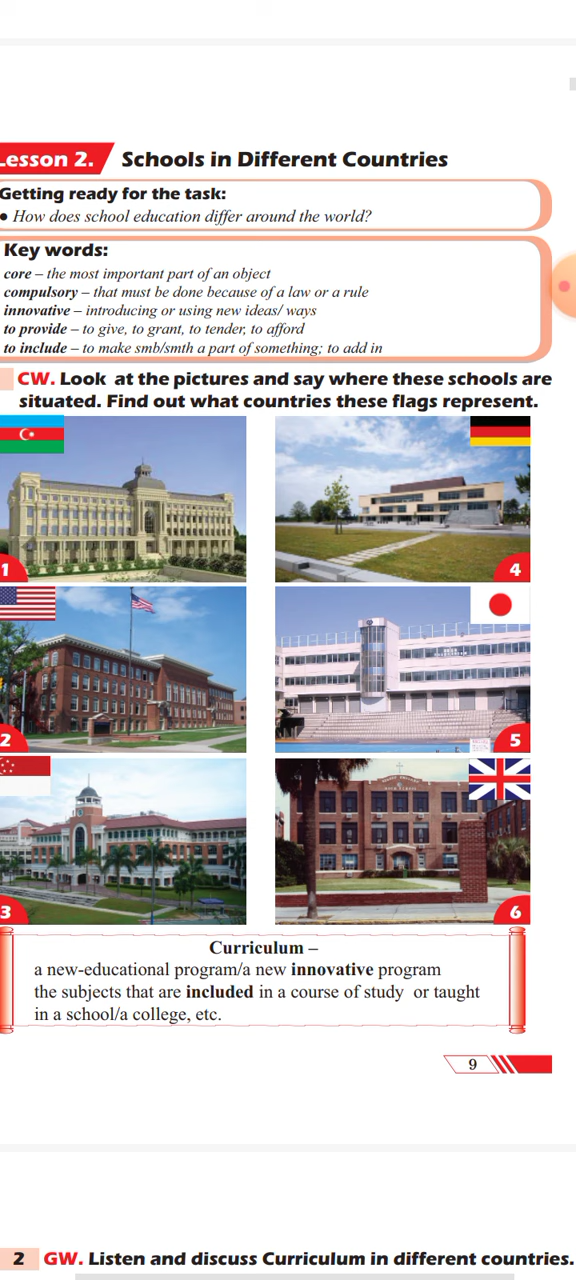 Lesson 2. Schools in Different Countries
Getting ready for the task:
● How does school education differ around the world?
Key words:
core – the most important part of an object
compulsory – that must be done because of a law or a rule
innovative – introducing or using new ideas/ ways
to provide – to give, to grant, to tender, to afford
to include – to make smb/smth a part of something; to add in
CW. Look at the pictures and say where these schools are
situated. Find out what countries these flags represent.
1
4
2
5
3
6
Curriculum –
a new-educational program/a new innovative program
the subjects that are included in a course of study or taught
in a school/a college, etc.
9
2 GW. Listen and discuss Curriculum in different countries.